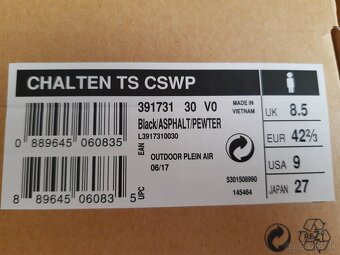 CHALTEN TS CSWP
391731 30 V0
Black/ASPHALT/PEWTER
L3917310030
MADE IN
VIETNAM
EAN
0 889645 060835
OUTDOOR PLEIN AIR
06/17
UPC
8 89645 06083 5
5301508990
145464
UK 8.5
EUR 42⅔
USA 9
JAPAN 27